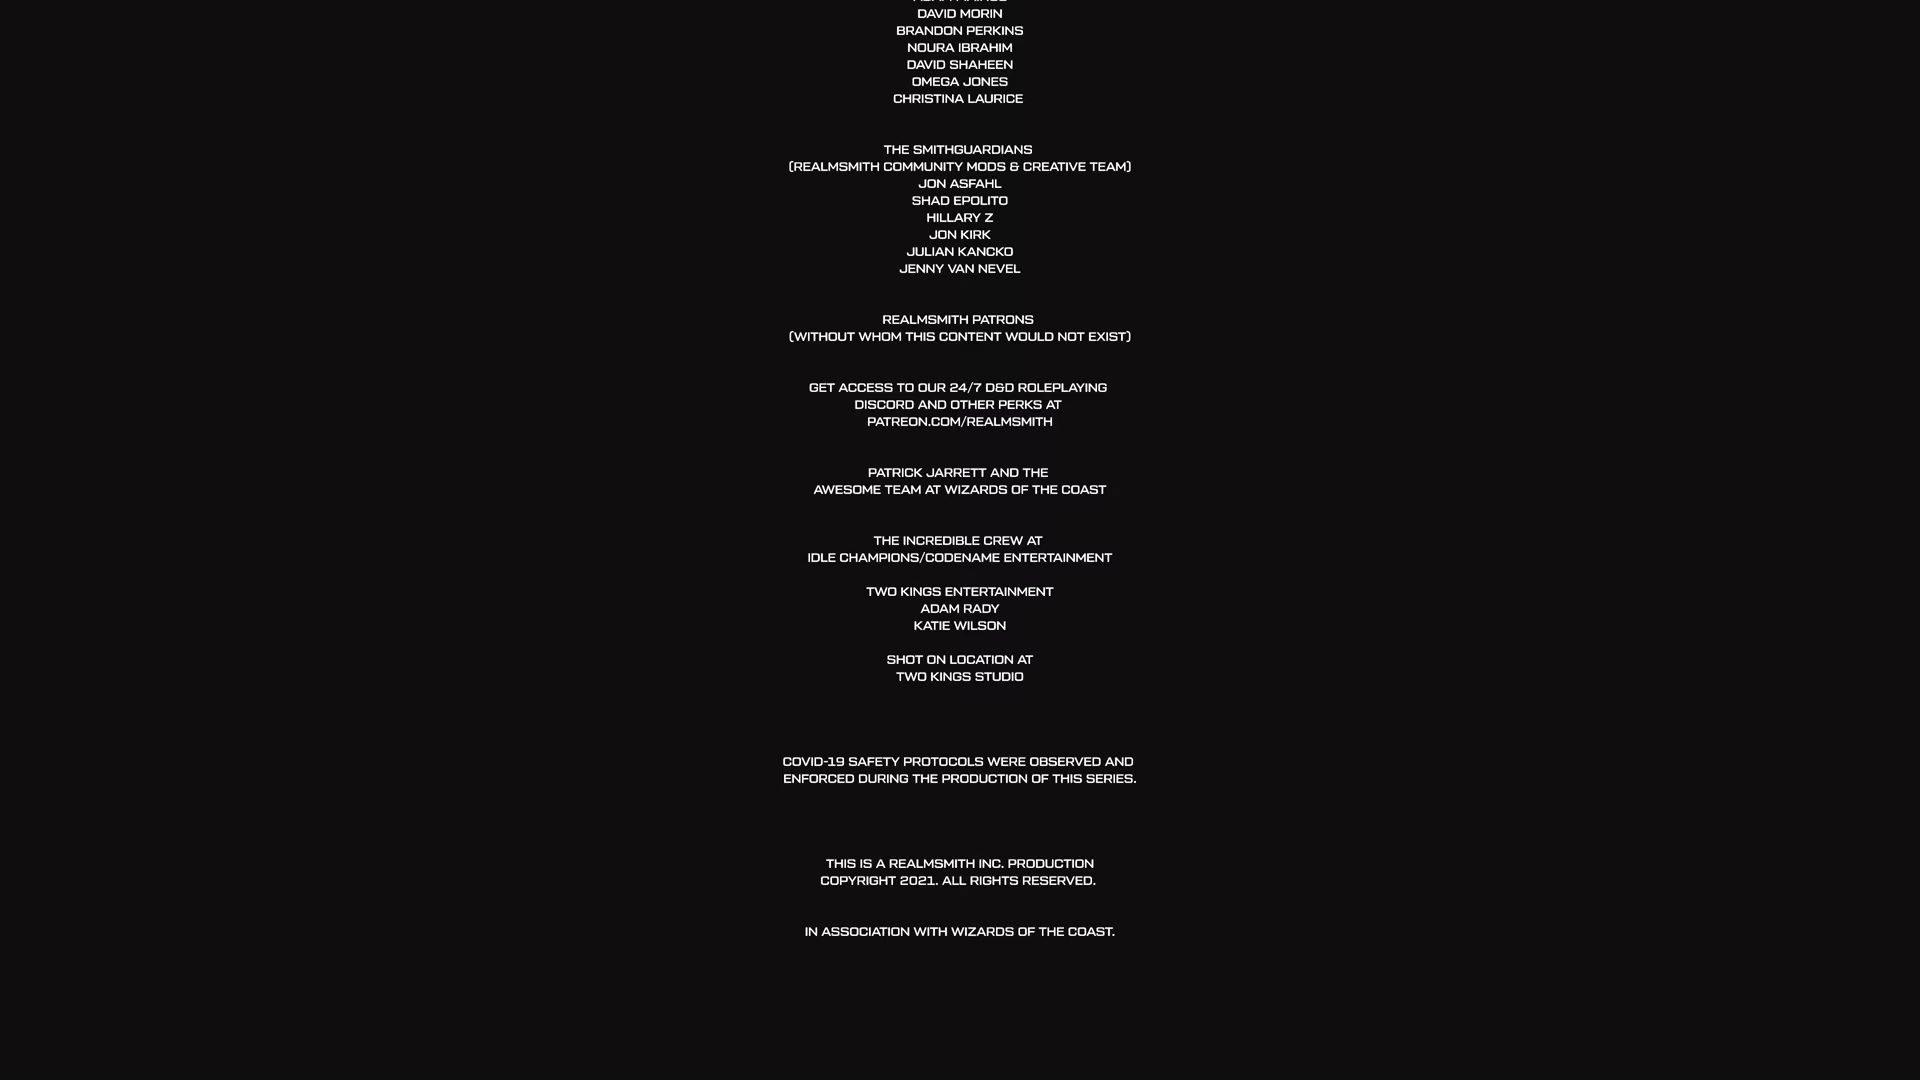 DAVID MORIN
BRANDON PERKINS
NOURA IBRAHIM
DAVID SHAHEEN
OMEGA JONES
CHRISTINA LAURICE
THE SMITHGUARDIANS
(REALMSMITH COMMUNITY MODS & CREATIVE TEAM)
JON ASFAHL
SHAD EPOLITO
HILLARY Z
JON KIRK
JULIAN KANCKO
JENNY VAN NEVEL
REALMSMITH PATRONS
(WITHOUT WHOM THIS CONTENT WOULD NOT EXIST)
GET ACCESS TO OUR 24/7 D&D ROLEPLAYING
DISCORD AND OTHER PERKS AT
PATREON.COM/REALMSMITH
PATRICK JARRETT AND THE
AWESOME TEAM AT WIZARDS OF THE COAST
THE INCREDIBLE CREW AT
IDLE CHAMPIONS/CODENAME ENTERTAINMENT
TWO KINGS ENTERTAINMENT
ADAM RADY
KATIE WILSON
SHOT ON LOCATION AT
TWO KINGS STUDIO
COVID-19 SAFETY PROTOCOLS WERE OBSERVED AND
ENFORCED DURING THE PRODUCTION OF THIS SERIES.
THIS IS A REALMSMITH INC. PRODUCTION
COPYRIGHT 2021. ALL RIGHTS RESERVED.
IN ASSOCIATION WITH WIZARDS OF THE COAST.